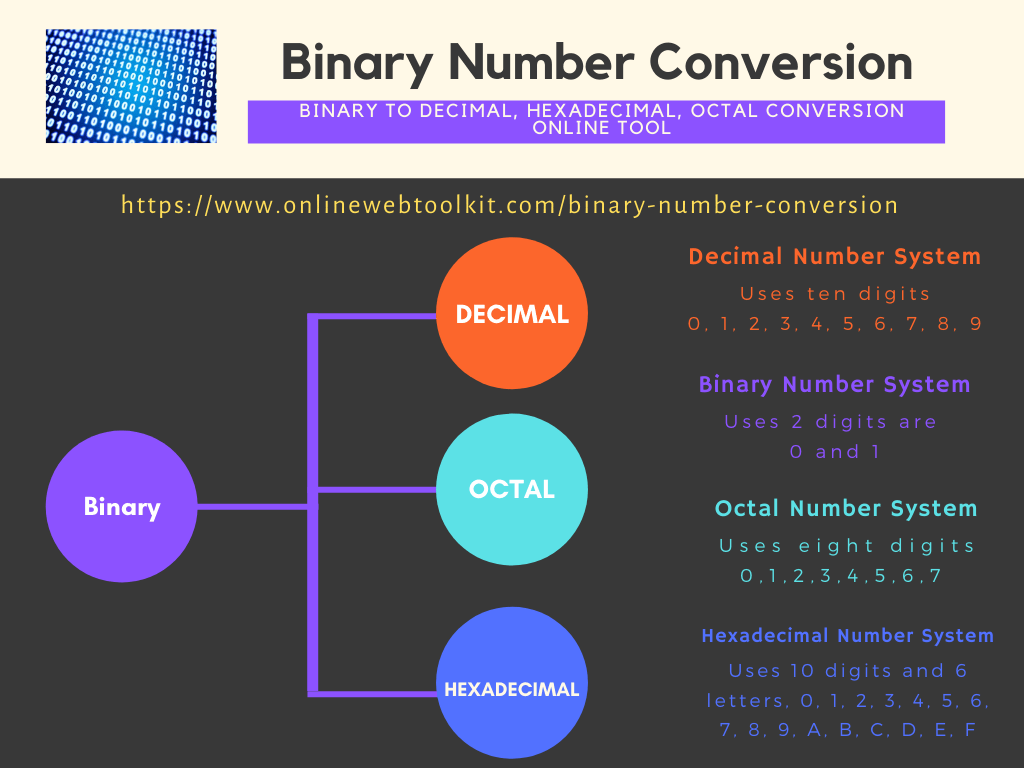 Binary Number Conversion
BINARY TO DECIMAL, HEXADECIMAL, OCTAL CONVERSION
ONLINE TOOL
https://www.onlinewebtoolkit.com/binary-number-conversion
DECIMAL
OCTAL
Binary
HEXADECIMAL
Decimal Number System
Uses ten digits
0, 1, 2, 3, 4, 5, 6, 7, 8, 9
Binary Number System
Uses 2 digits are
0 and 1
Octal Number System
Uses eight digits
0,1,2,3,4,5,6,7
Hexadecimal Number System
Uses 10 digits and 6
letters, 0, 1, 2, 3, 4, 5, 6,
7, 8, 9, A, B, C, D, E, F